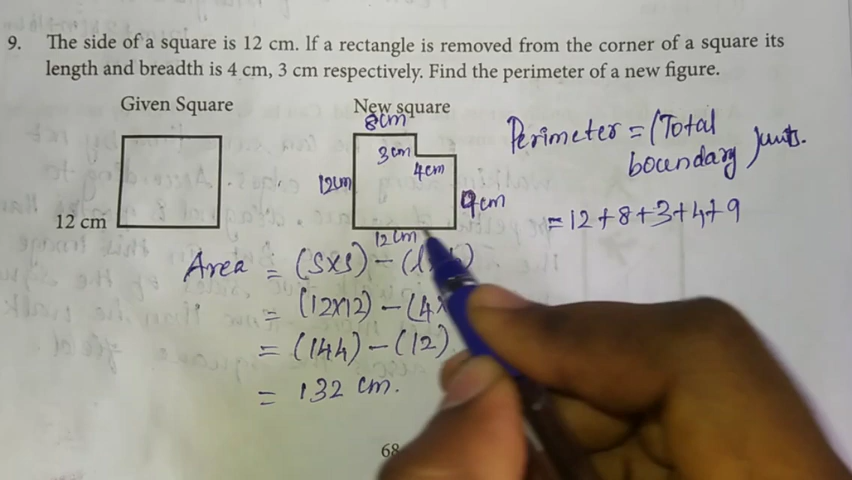 9. The side of a square is 12 cm. If a rectangle is removed from the corner of a square its
length and breadth is 4 cm, 3 cm respectively. Find the perimeter of a new figure.
Given Square
New square
8cm
3cm
4cm
12cm
9cm
12cm
12 cm
Perimeter = (Total
boundary) units.
= 12+8+3+4+9
Area = (S×S) - (l
= (12×12) - (4×
= (144) - (12)
= 132 cm.
68